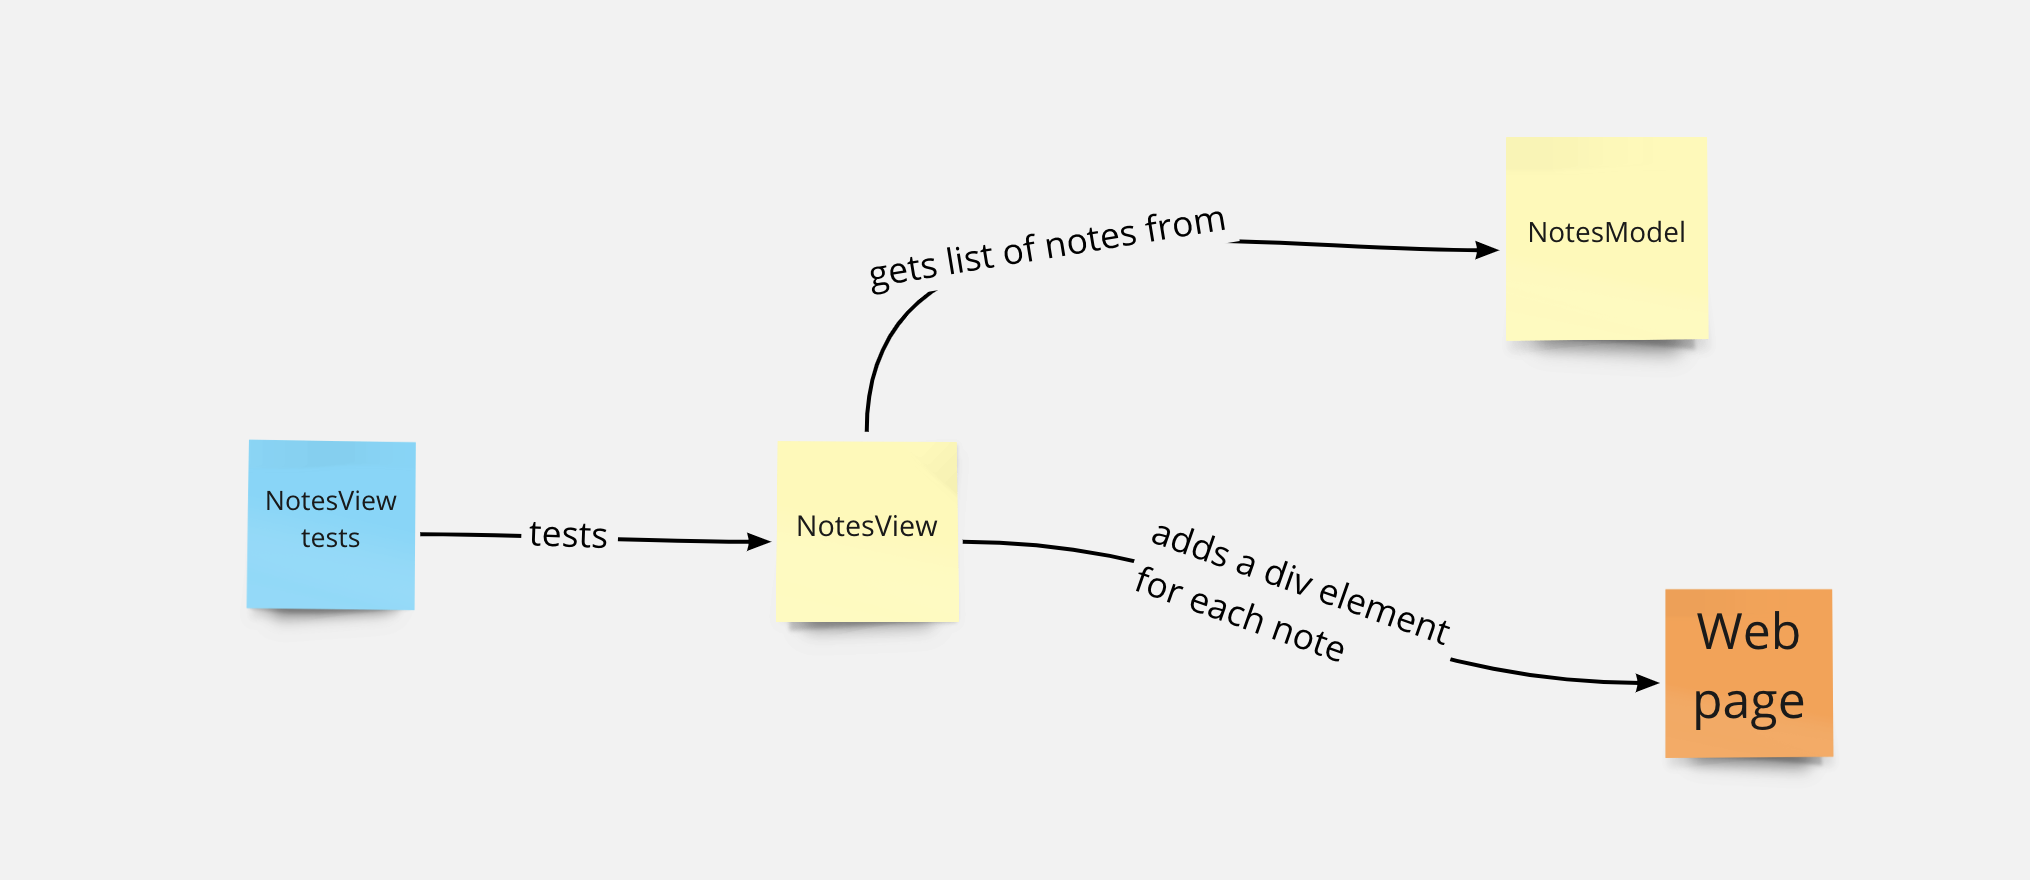 gets list of notes from
NotesModel
NotesView
tests
tests
NotesView
adds a div element
for each note
Web
page